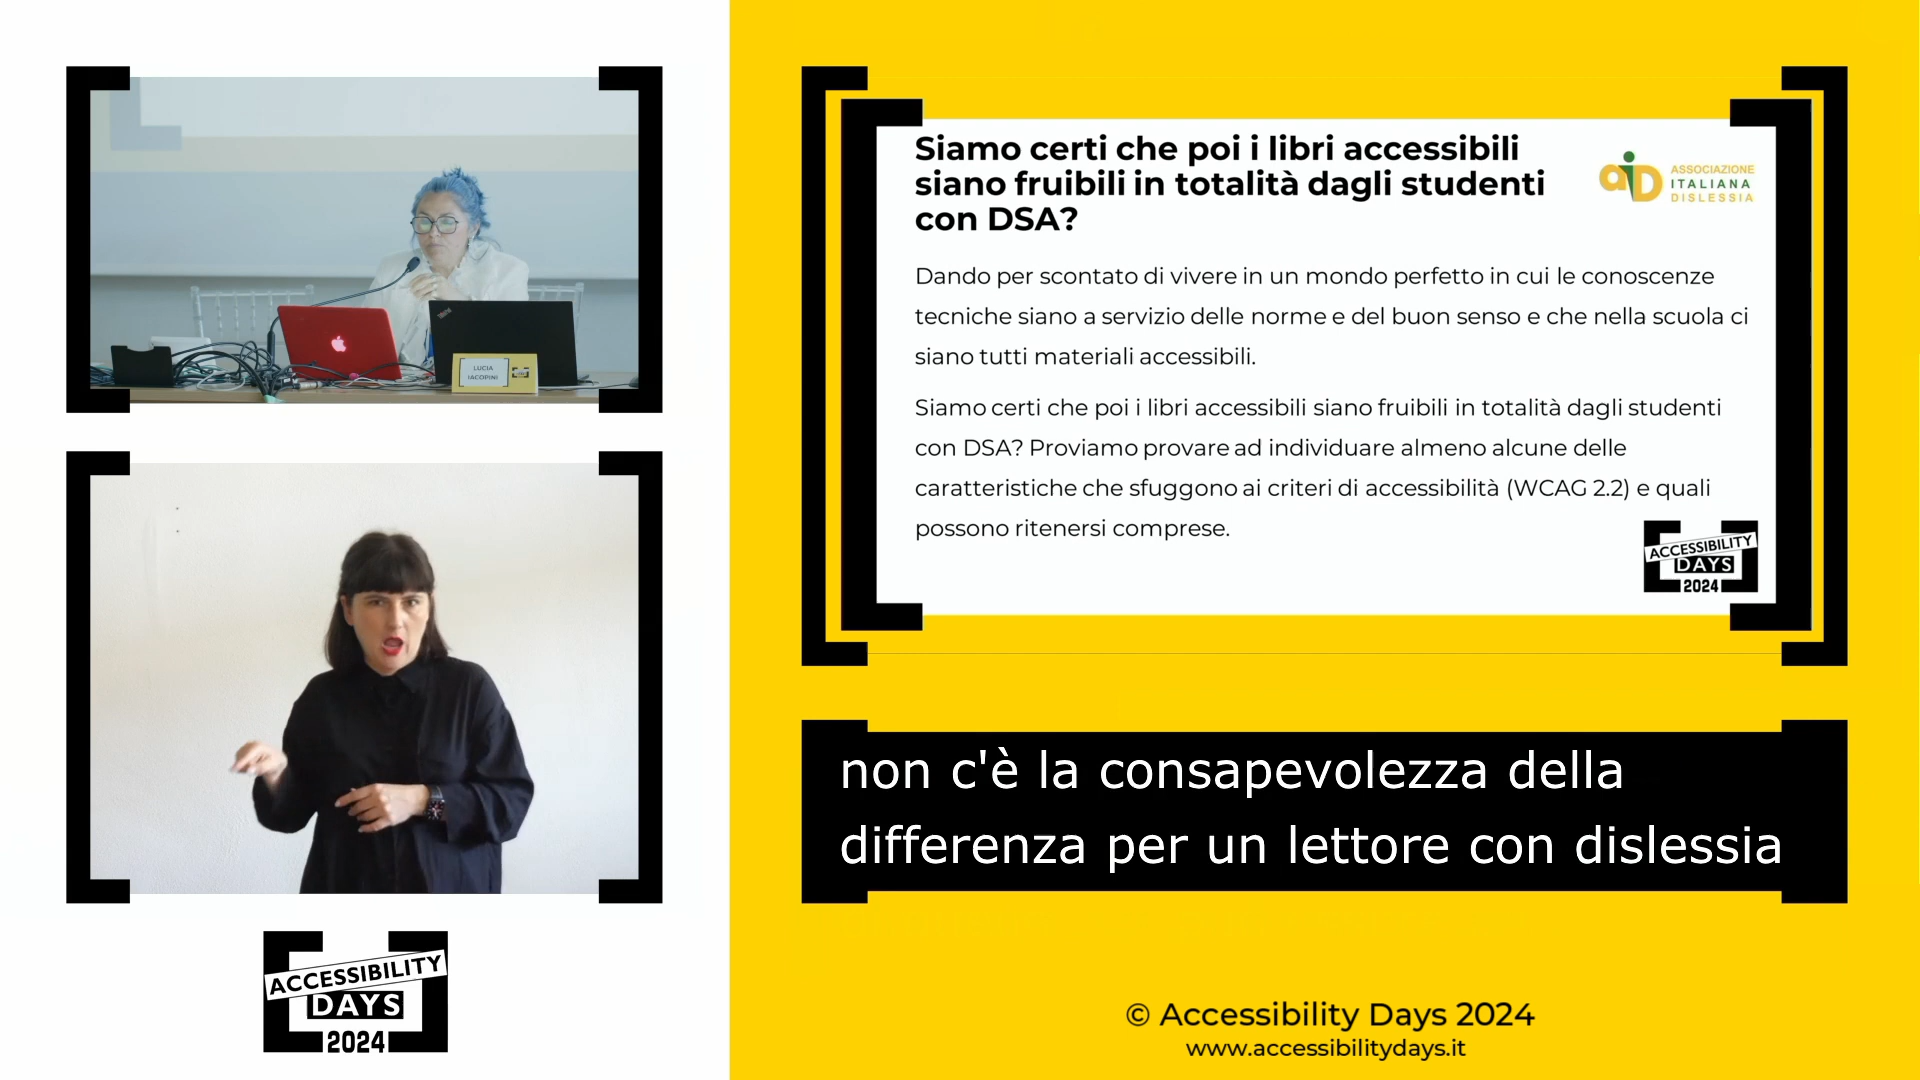 LUCIA
IACOPINI
ACCESSIBILITY
DAYS
2024
Siamo certi che poi i libri accessibili
siano fruibili in totalità dagli studenti
con DSA?
aiD
ASSOCIAZIONE
ITALIANA
DISLESSIA
Dando per scontato di vivere in un mondo perfetto in cui le conoscenze
tecniche siano a servizio delle norme e del buon senso e che nella scuola ci
siano tutti materiali accessibili.
Siamo certi che poi i libri accessibili siano fruibili in totalità dagli studenti
con DSA? Proviamo provare ad individuare almeno alcune delle
caratteristiche che sfuggono ai criteri di accessibilità (WCAG 2.2) e quali
possono ritenersi comprese.
ACCESSIBILITY
DAYS
2024
non c'è la consapevolezza della
differenza per un lettore con dislessia
© Accessibility Days 2024
www.accessibilitydays.it